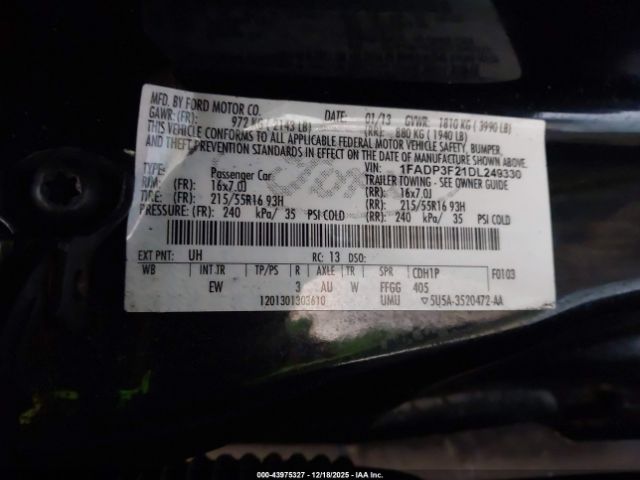 MFD. BY FORD MOTOR CO.
DATE: 01/13 GVWR: 1810 KG ( 3990 LB)
GAWR: (FR): 972 KG( 2143 LB) (RR): 880 KG ( 1940 LB)
THIS VEHICLE CONFORMS TO ALL APPLICABLE FEDERAL MOTOR VEHICLE SAFETY, BUMPER,
AND THEFT PREVENTION STANDARDS IN EFFECT ON THE DATE OF MANUFACTURE SHOWN ABOVE.
VIN: 1FADP3F21DL249330
TYPE: Passenger Car TRAILER TOWING - SEE OWNER GUIDE
RIM: (FR): 16x7.0J (RR): 16x7.0J
TIRE: (FR): 215/55R16 93H (RR): 215/55R16 93H
PRESSURE: (FR): 240 kPa/ 35 PSI COLD (RR): 240 kPa/ 35 PSI COLD
EXT PNT: UH RC: 13 DSO:
WB INT TR TP/PS R AXLE TR SPR CDH1P F0103
EW 3 AU W FFGG 405
1201301303610 UMU ▽5U5A-3520472-AA
000-43975327 - 12/18/2025 - IAA Inc.